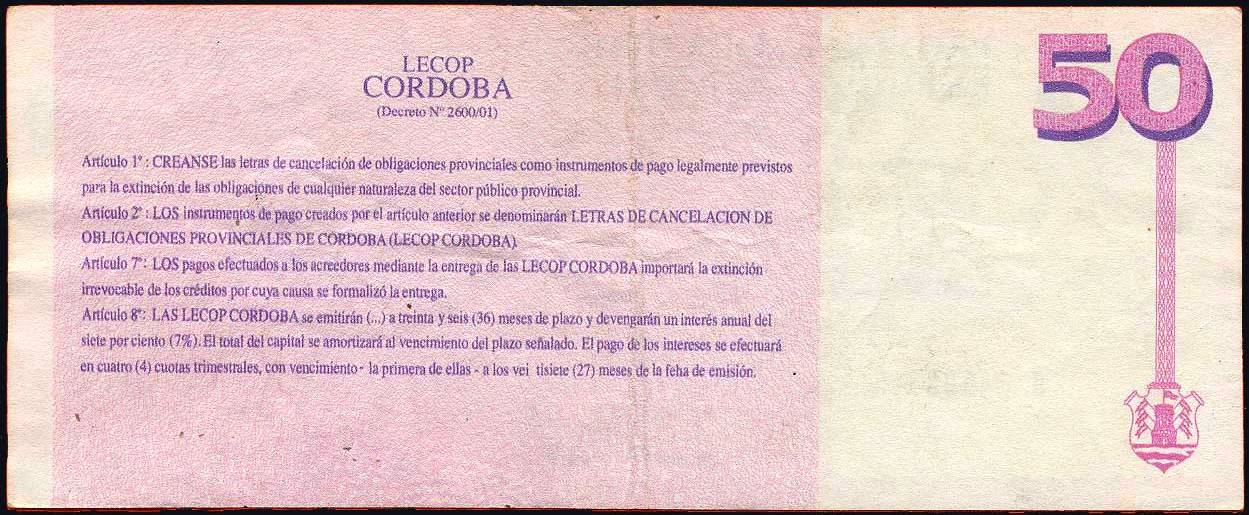 LECOP
CORDOBA
(Decreto Nº 2600/01)
50
Artículo 1º : CREANSE las letras de cancelación de obligaciones provinciales como instrumentos de pago legalmente previstos
para la extinción de las obligaciones de cualquier naturaleza del sector público provincial.
Artículo 2º : LOS instrumentos de pago creados por el artículo anterior se denominarán LETRAS DE CANCELACION DE
OBLIGACIONES PROVINCIALES DE CORDOBA (LECOP CORDOBA).
Artículo 7º: LOS pagos efectuados a los acreedores mediante la entrega de las LECOP CORDOBA importará la extinción
irrevocable de los créditos por cuya causa se formalizó la entrega.
Artículo 8º: LAS LECOP CORDOBA se emitirán (...) a treinta y seis (36) meses de plazo y devengarán un interés anual del
siete por ciento (7%). El total del capital se amortizará al vencimiento del plazo señalado. El pago de los intereses se efectuará
en cuatro (4) cuotas trimestrales, con vencimiento - la primera de ellas - a los vei tisiete (27) meses de la feha de emisión.